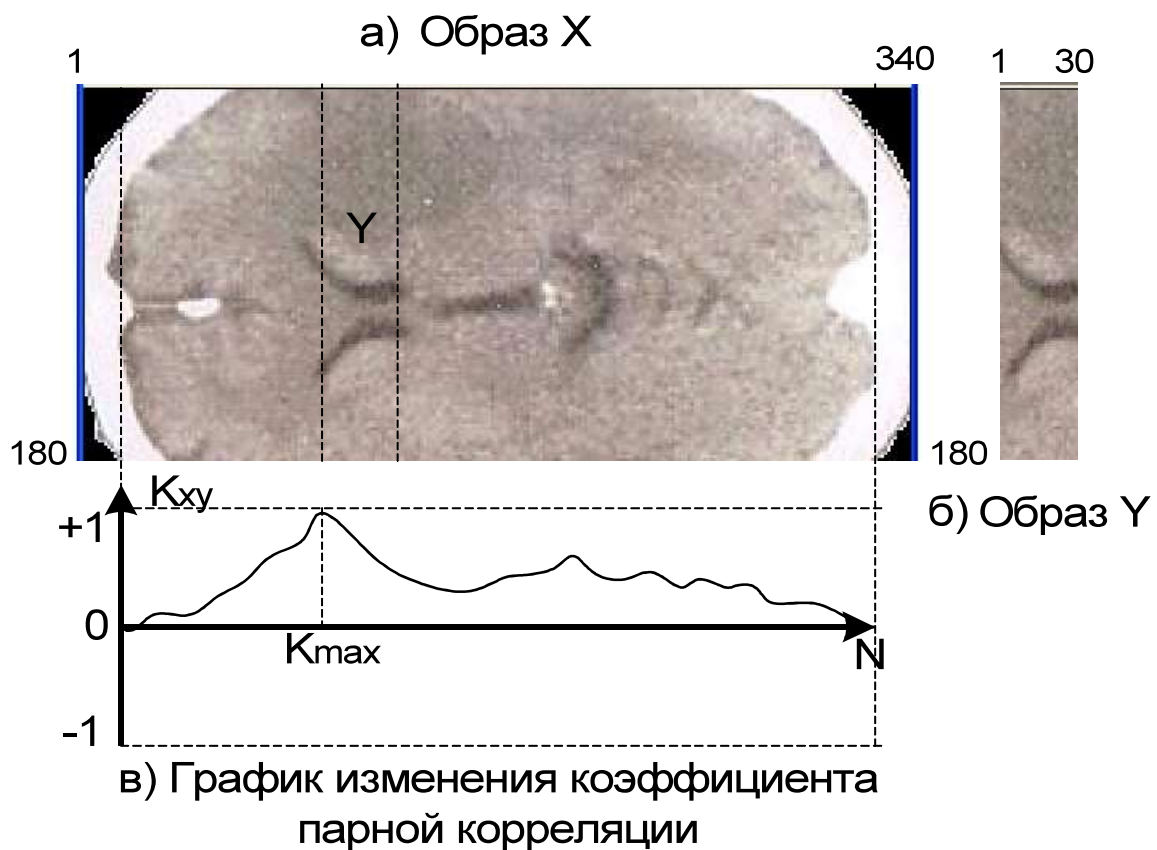 а) Образ X
1
340
1 30
Y
180
180
б) Образ Y
Kxy
+1
0
Kmax
N
-1
в) График изменения коэффициента
парной корреляции